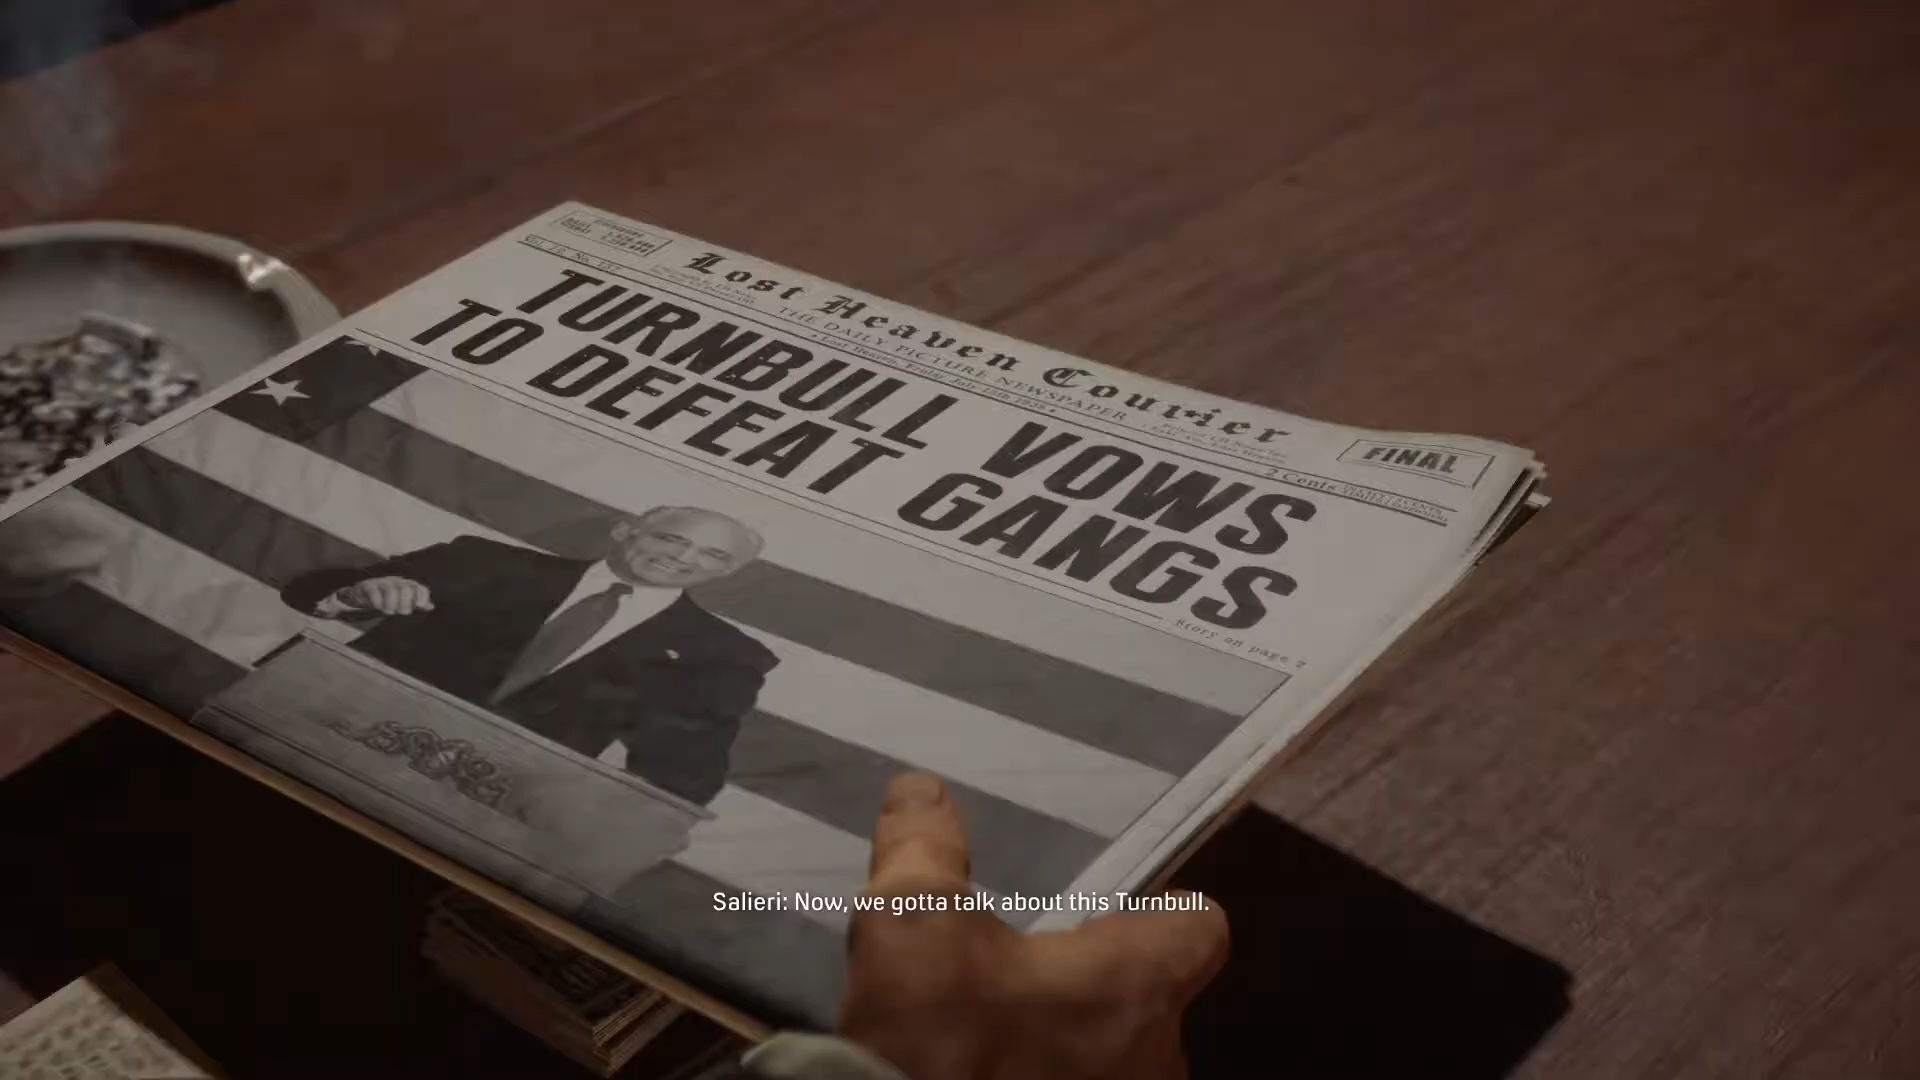 Lost Heaven Courier
FINAL
THE DAILY PICTURE NEWSPAPER
2 Cents
TURNBULL VOWS
TO DEFEAT GANGS
Story on page 2
Salieri: Now, we gotta talk about this Turnbull.